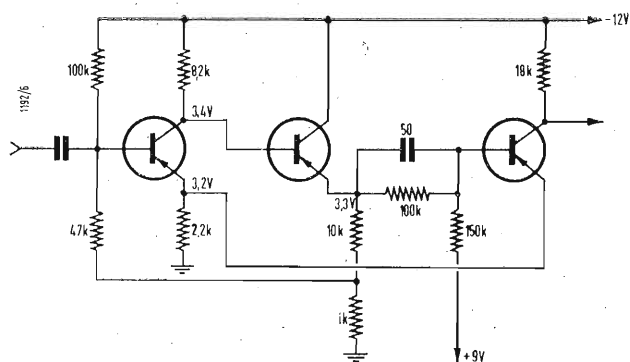 -12V
100k
8,2k
18k
1192/6
3,4V
50
3,2V
3,3V
100k
47k
2,2k
10k
150k
1k
+9V